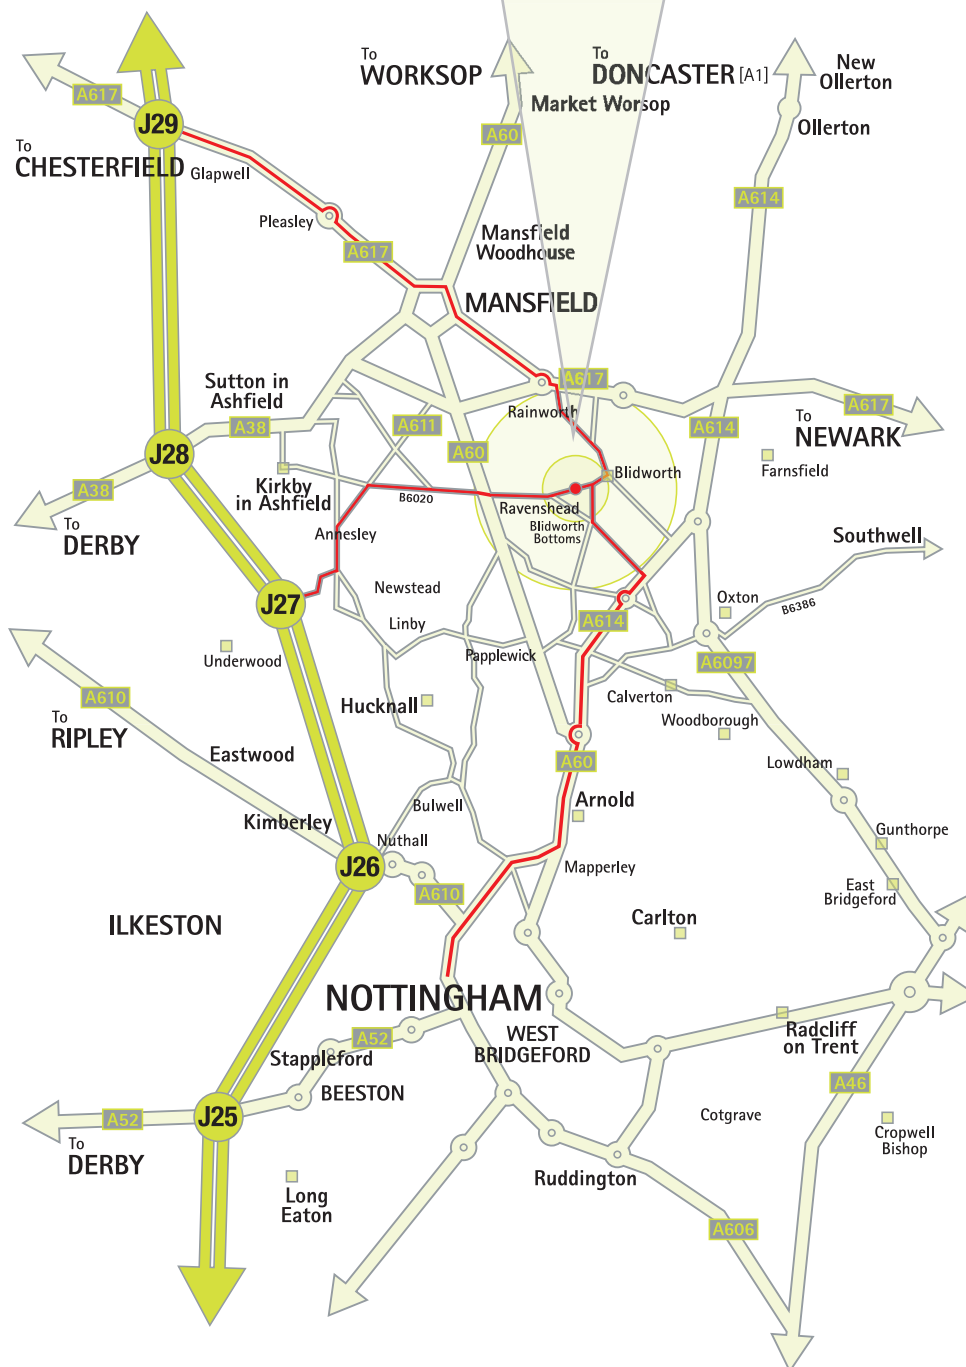 To
WORKSOP
To
DONCASTER [A1]
New
Ollerton
A617
Market Worsop
J29
A60
Ollerton
To
CHESTERFIELD
Glapwell
A614
Pleasley
A617
Mansfield
Woodhouse
MANSFIELD
Sutton in
Ashfield
A617
Rainworth
A617
To
NEWARK
A38
A611
A614
J28
A60
Blidworth
Farnsfield
A38
Kirkby
in Ashfield
B6020
Ravenshead
Blidworth
Bottoms
To
DERBY
Annesley
Southwell
J27
Newstead
Oxton
B6386
Linby
A614
Underwood
Papplewick
A6097
A610
Hucknall
Calverton
To
RIPLEY
Woodborough
Eastwood
A60
Lowdham
Bulwell
Arnold
Kimberley
Nuthall
Gunthorpe
J26
Mapperley
A610
East
Bridgeford
ILKESTON
Carlton
NOTTINGHAM
A52
WEST
BRIDGEFORD
Radcliff
on Trent
Stappleford
BEESTON
A46
A52
J25
Cotgrave
To
DERBY
Cropwell
Bishop
Ruddington
Long
Eaton
A606